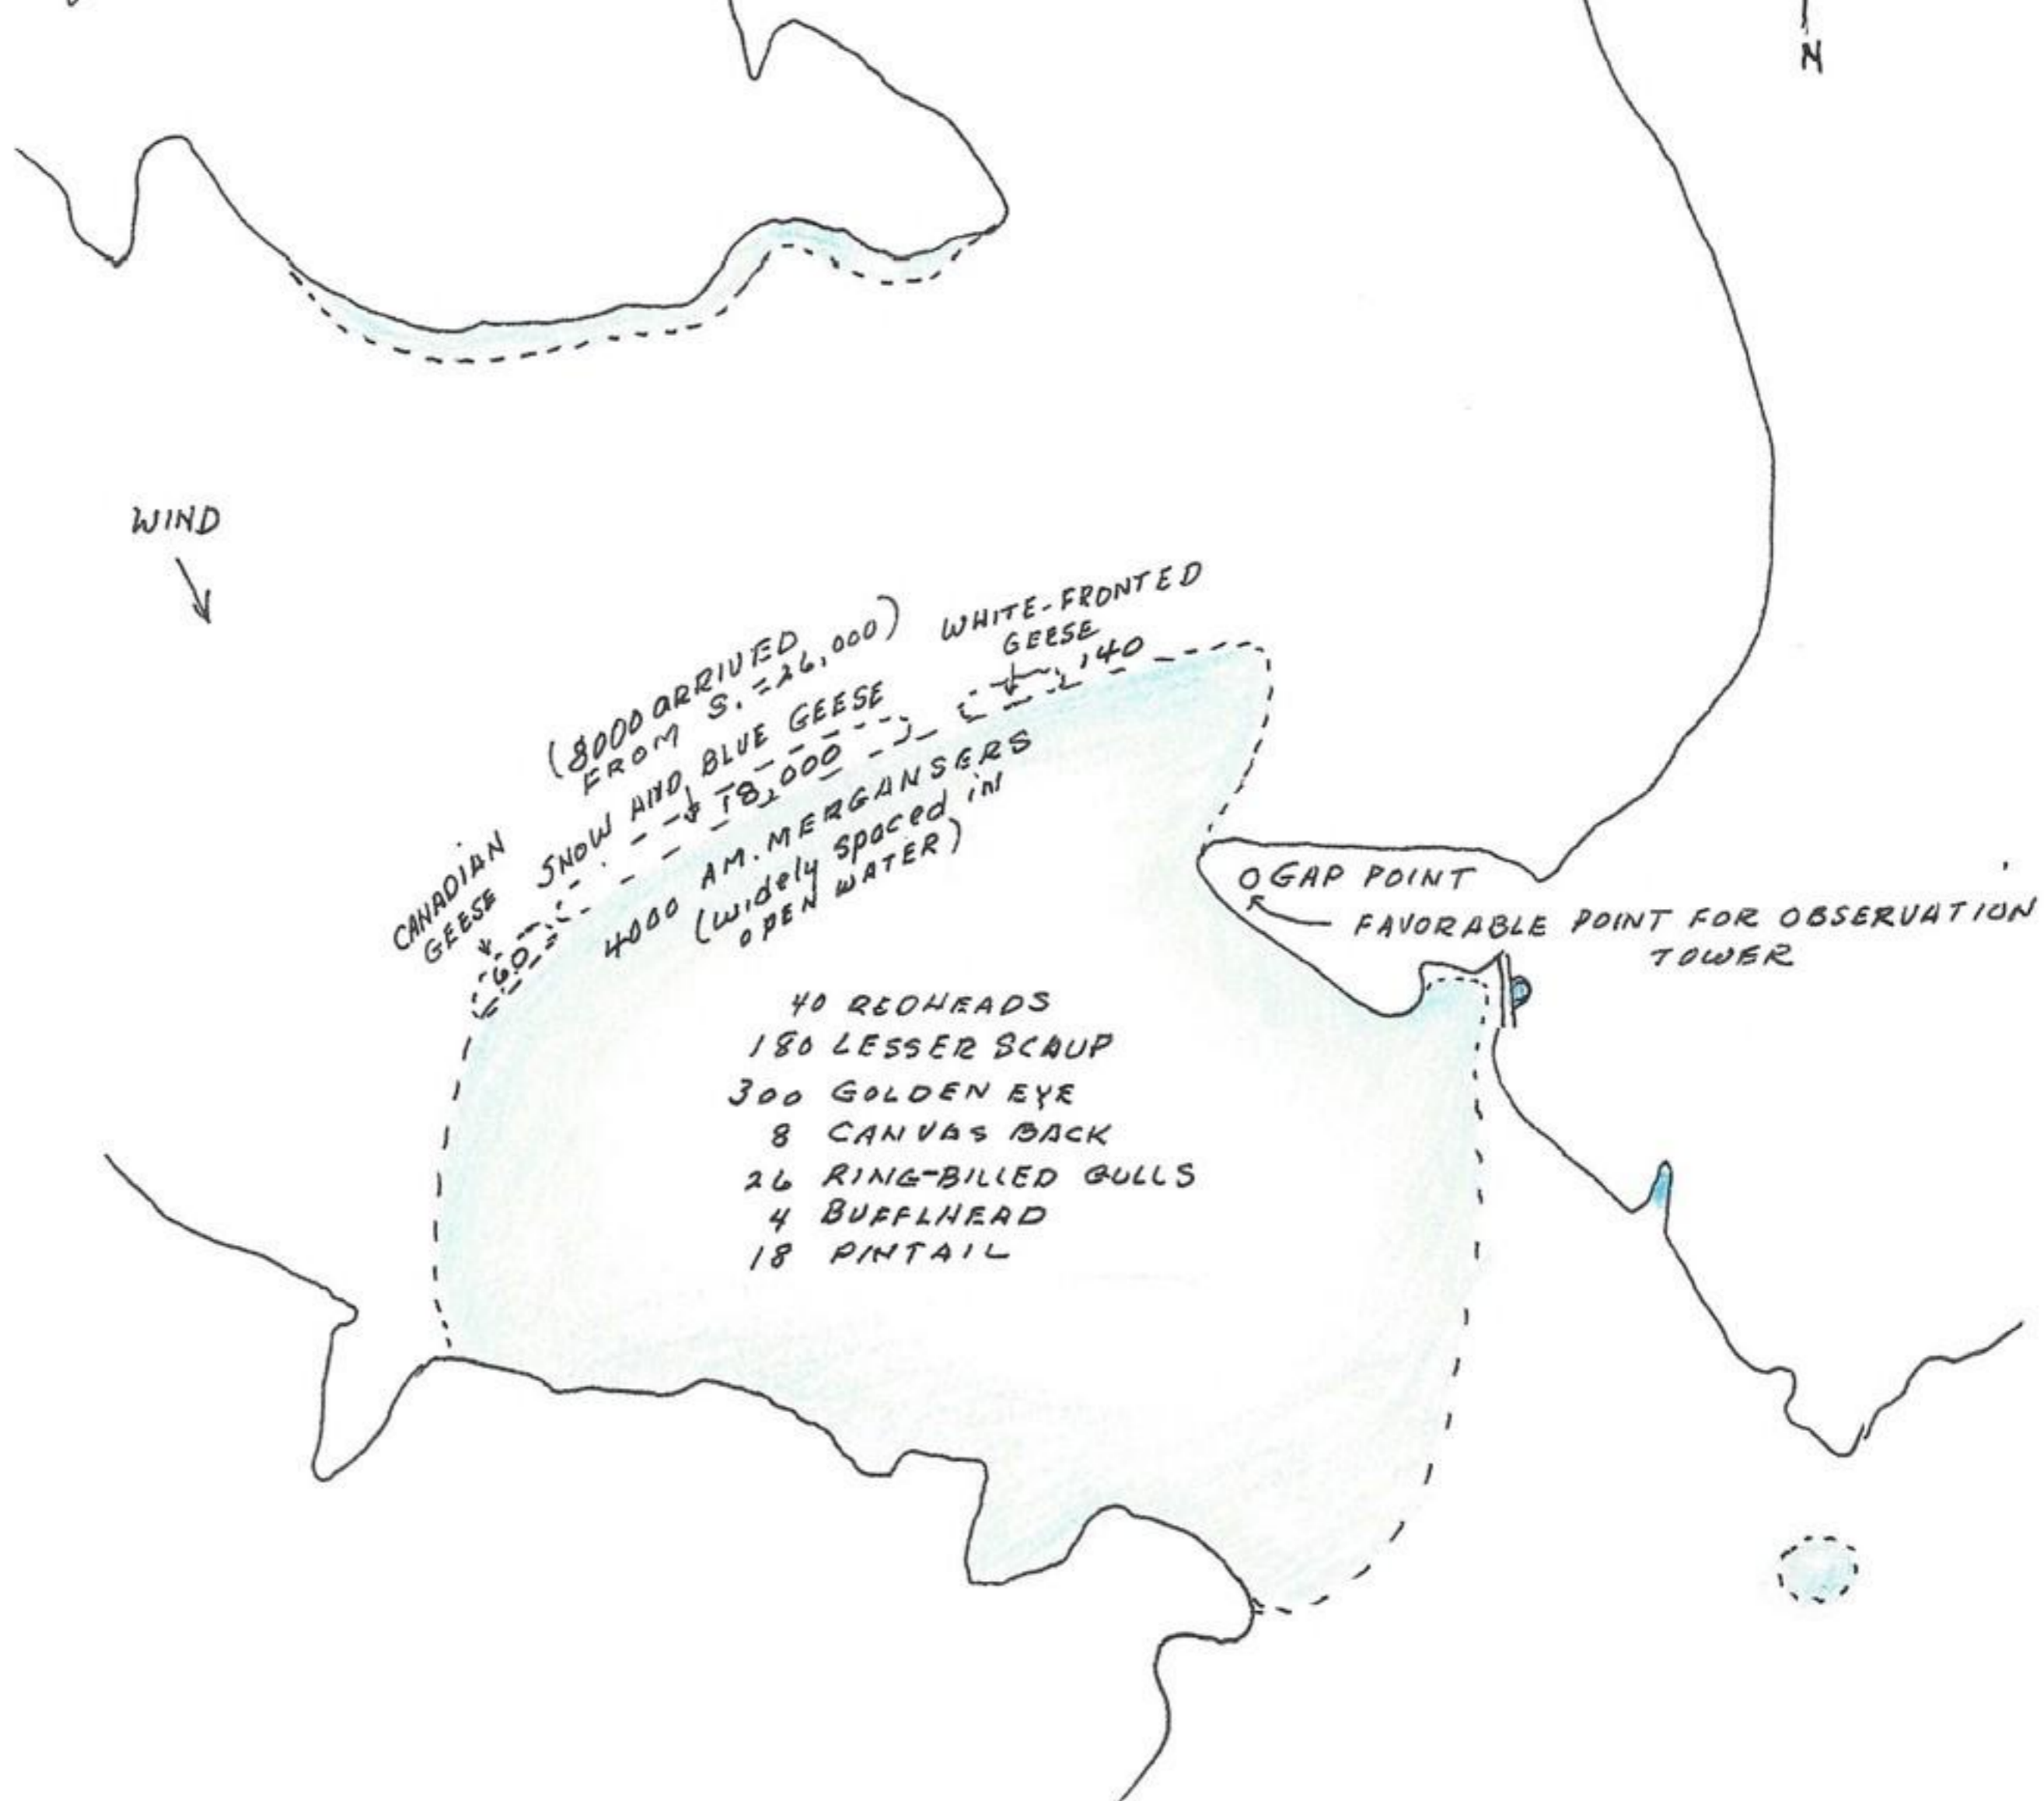 N
WIND
(8000 ARRIVED
FROM S. = 26,000)
WHITE-FRONTED
GEESE
140
SNOW AND BLUE GEESE
18,000
CANADIAN
GEESE
60
4000 AM. MERGANSERS
(widely spaced in
OPEN WATER)
O GAP POINT
FAVORABLE POINT FOR OBSERVATION
TOWER
40 REDHEADS
180 LESSER SCAUP
300 GOLDEN EYE
8 CANVAS BACK
26 RING-BILLED GULLS
4 BUFFLHEAD
18 PINTAIL